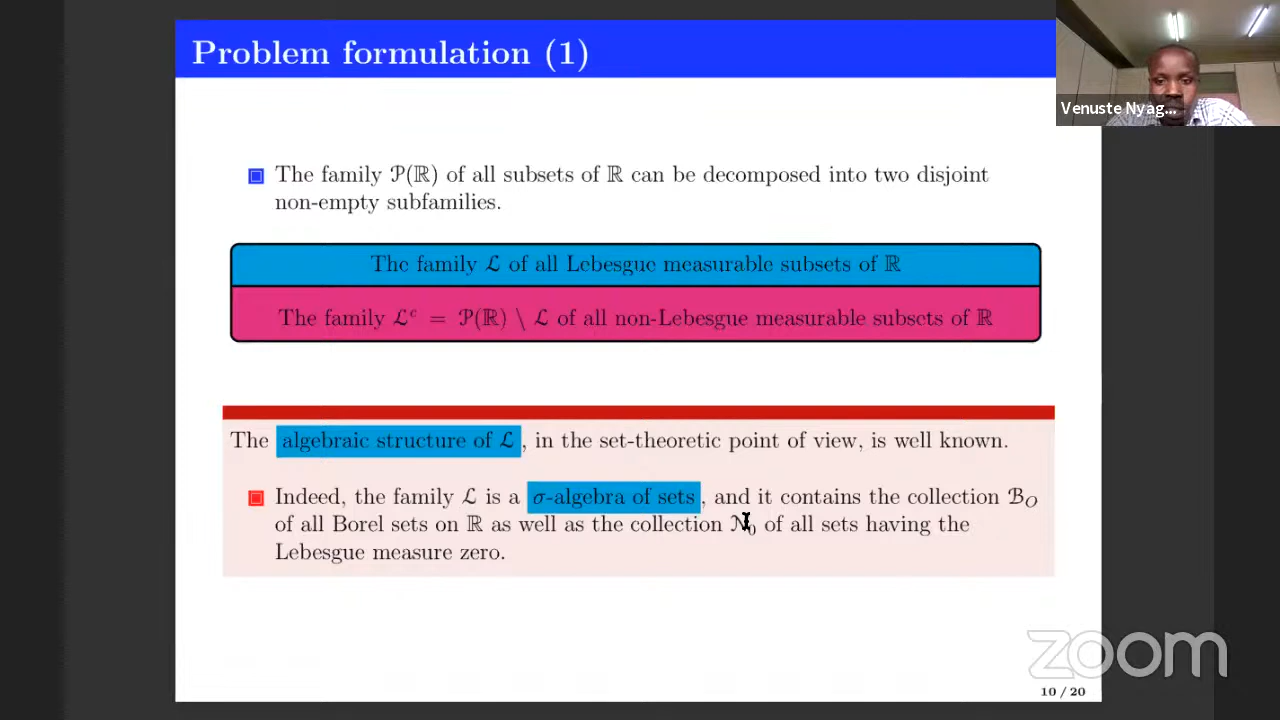 Problem formulation (1)
Venuste Nyag...
The family 𝒫(ℝ) of all subsets of ℝ can be decomposed into two disjoint
non-empty subfamilies.
The family ℒ of all Lebesgue measurable subsets of ℝ
The family ℒᶜ = 𝒫(ℝ) \ ℒ of all non-Lebesgue measurable subsets of ℝ
The algebraic structure of ℒ, in the set-theoretic point of view, is well known.
Indeed, the family ℒ is a σ-algebra of sets, and it contains the collection ℬ_O
of all Borel sets on ℝ as well as the collection 𝒩₀ of all sets having the
Lebesgue measure zero.
zoom
10 / 20